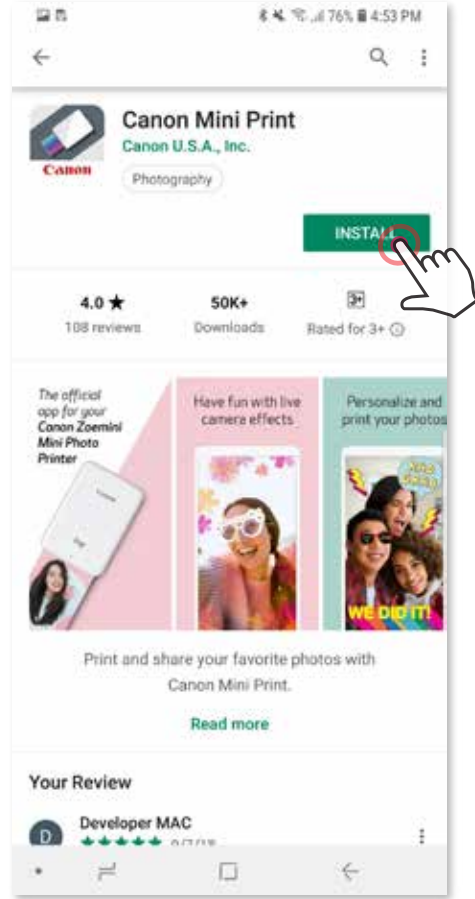 76% 4:53 PM
Canon Mini Print
Canon U.S.A., Inc.
Canon
Photography
INSTALL
4.0 ★
50K+
3+
108 reviews
Downloads
Rated for 3+
The official
app for your
Canon Zoemini
Mini Photo
Printer
Have fun with live
camera effects
Personalize and
print your photos
WE DID IT!
Print and share your favorite photos with
Canon Mini Print.
Read more
Your Review
D
Developer MAC